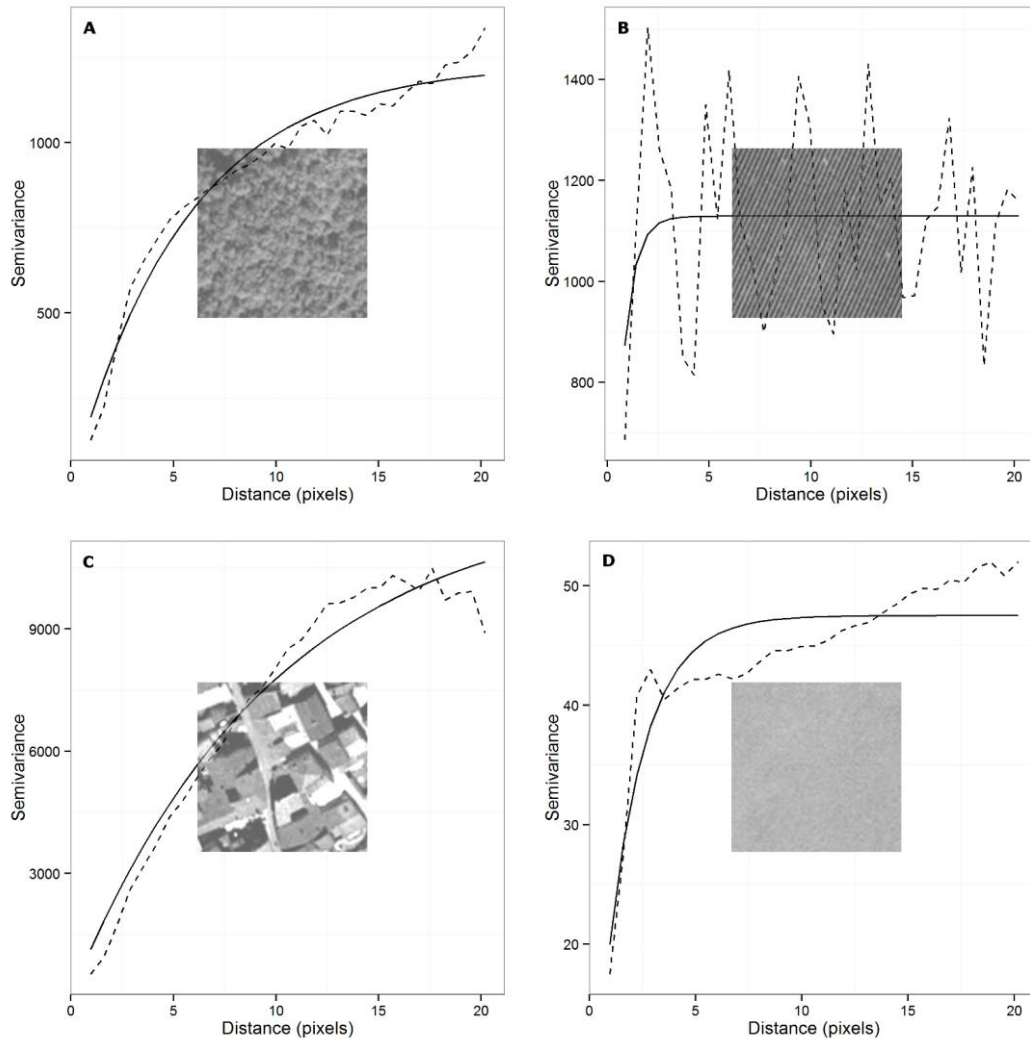 A
Semivariance
1000
500
0 5 10 15 20
Distance (pixels)
B
Semivariance
1400
1200
1000
800
0 5 10 15 20
Distance (pixels)
C
Semivariance
9000
6000
3000
0 5 10 15 20
Distance (pixels)
D
Semivariance
50
40
30
20
0 5 10 15 20
Distance (pixels)